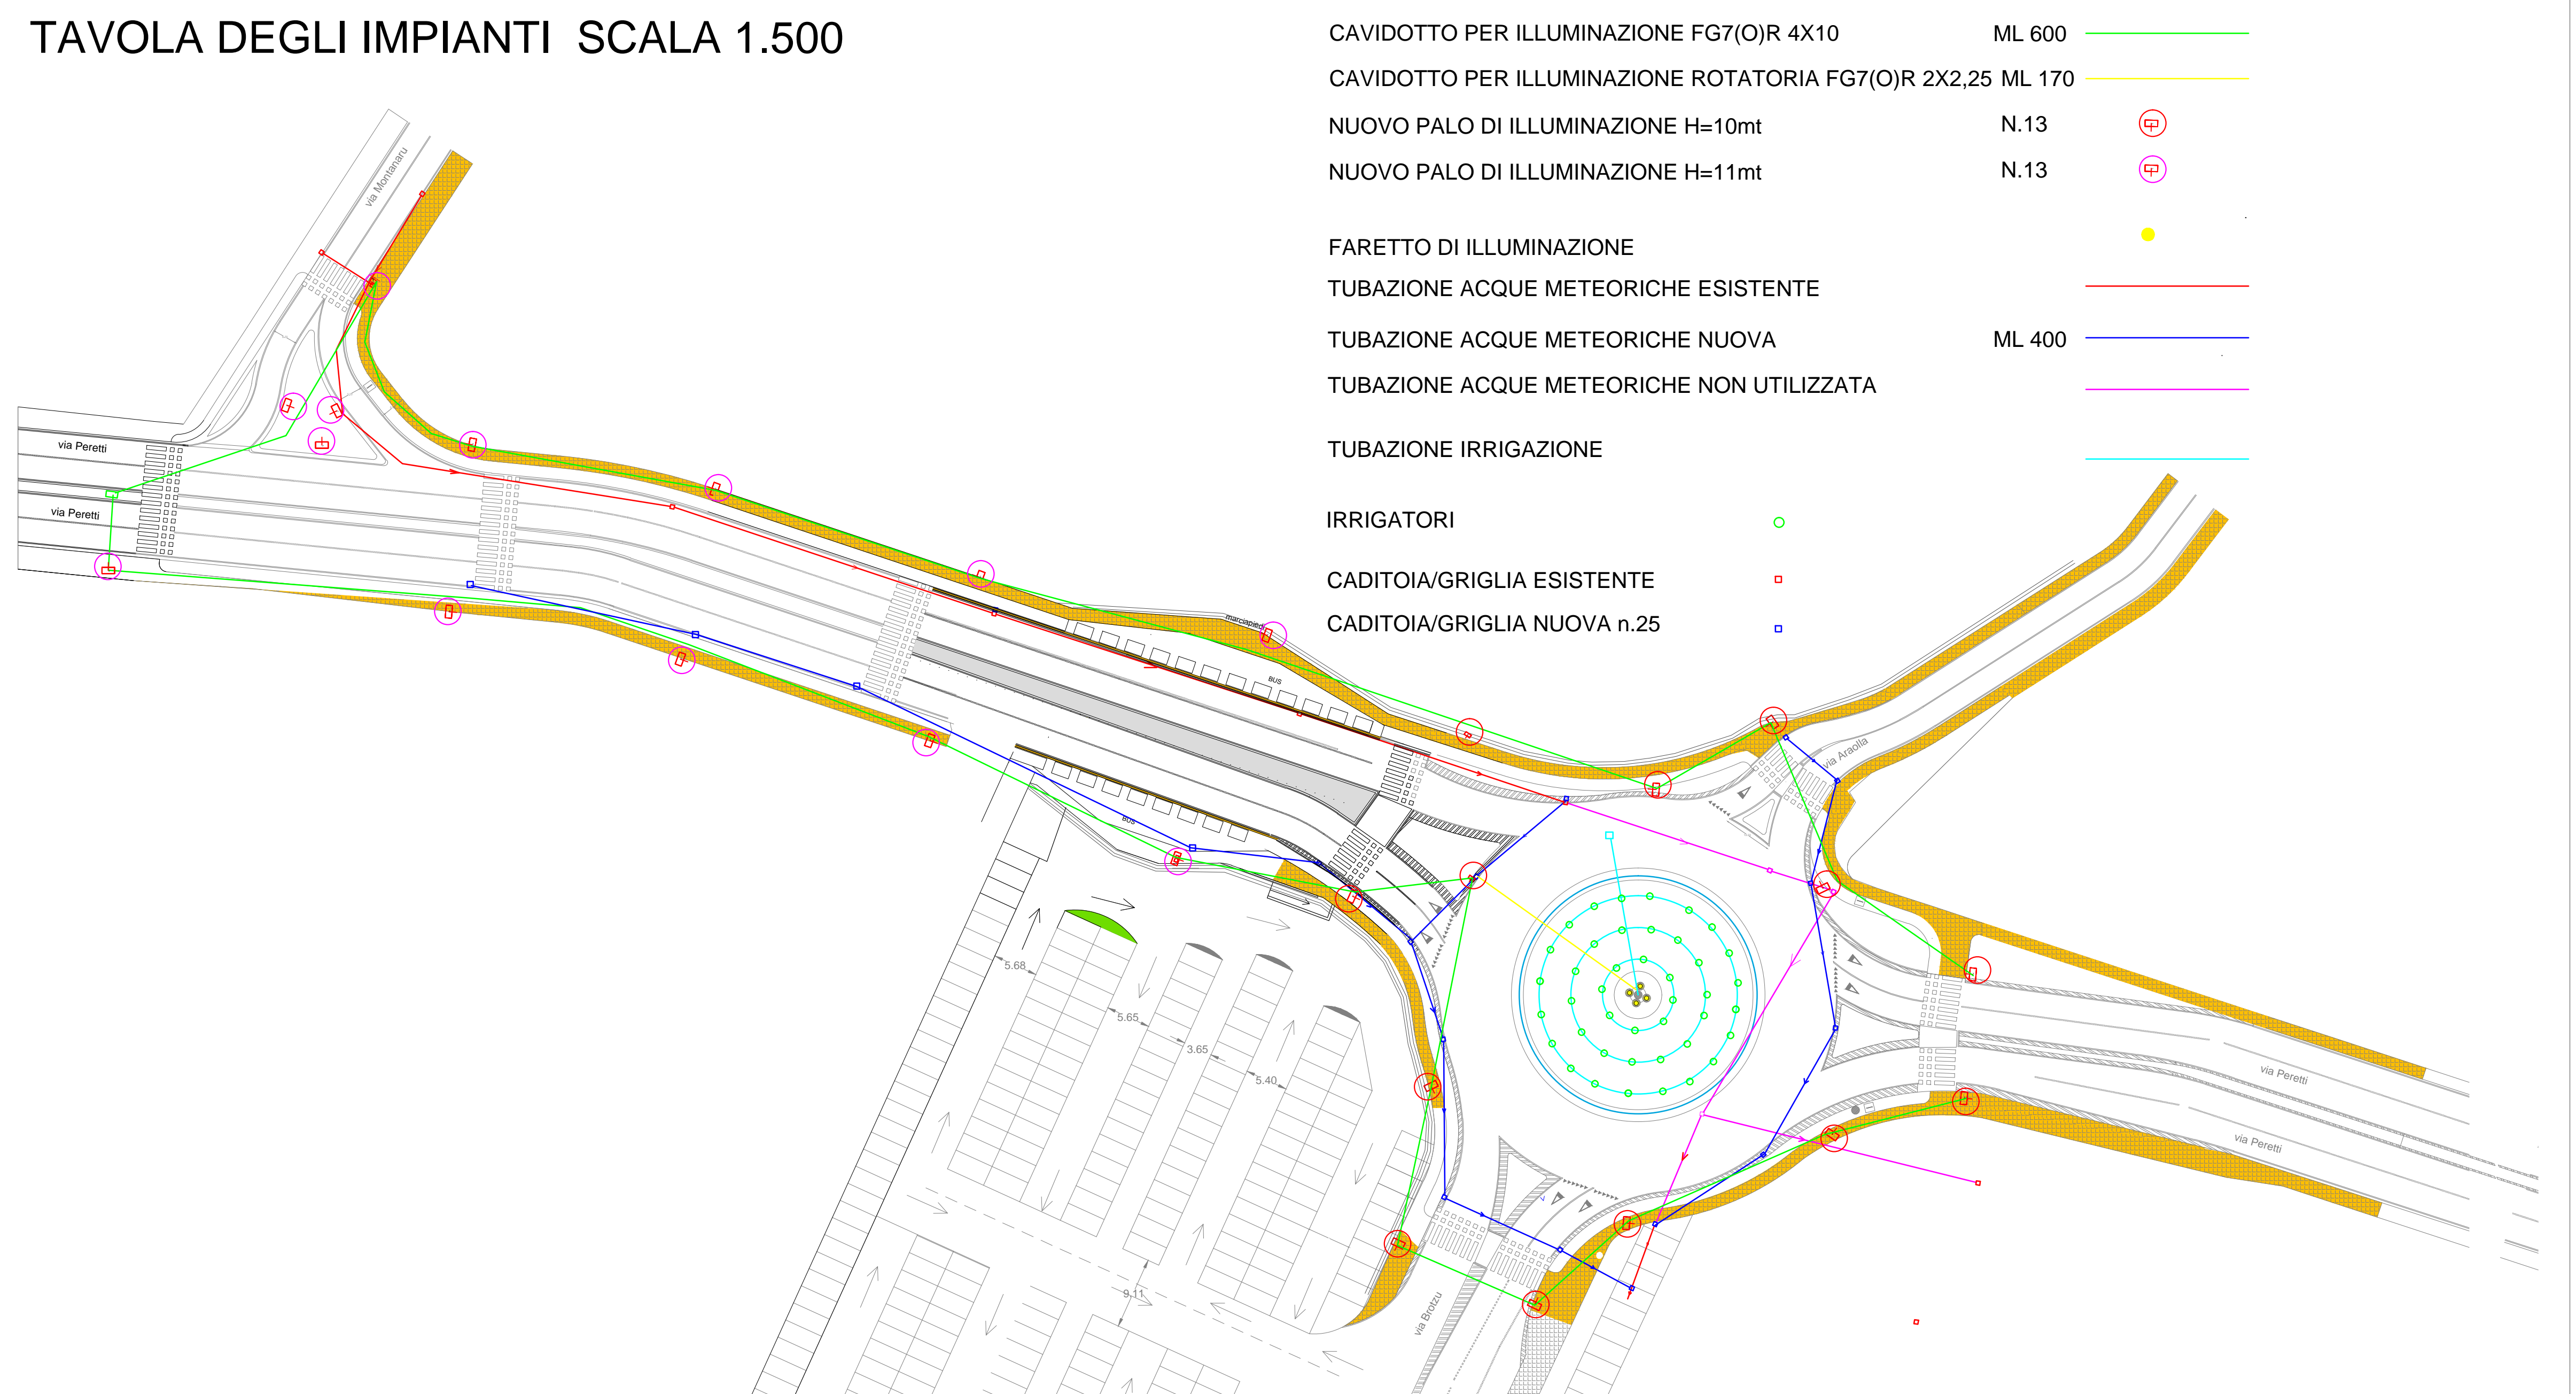 TAVOLA DEGLI IMPIANTI SCALA 1.500
CAVIDOTTO PER ILLUMINAZIONE FG7(O)R 4X10 ML 600
CAVIDOTTO PER ILLUMINAZIONE ROTATORIA FG7(O)R 2X2,25 ML 170
NUOVO PALO DI ILLUMINAZIONE H=10mt N.13
NUOVO PALO DI ILLUMINAZIONE H=11mt N.13
FARETTO DI ILLUMINAZIONE
TUBAZIONE ACQUE METEORICHE ESISTENTE
TUBAZIONE ACQUE METEORICHE NUOVA ML 400
TUBAZIONE ACQUE METEORICHE NON UTILIZZATA
TUBAZIONE IRRIGAZIONE
IRRIGATORI
CADITOIA/GRIGLIA ESISTENTE
CADITOIA/GRIGLIA NUOVA n.25
via Montanaru
via Peretti
via Peretti
marciapiedi
BUS
BUS
via Araolla
5.68
5.65
3.65
5.40
9.11
via Peretti
via Peretti
via Brotzu